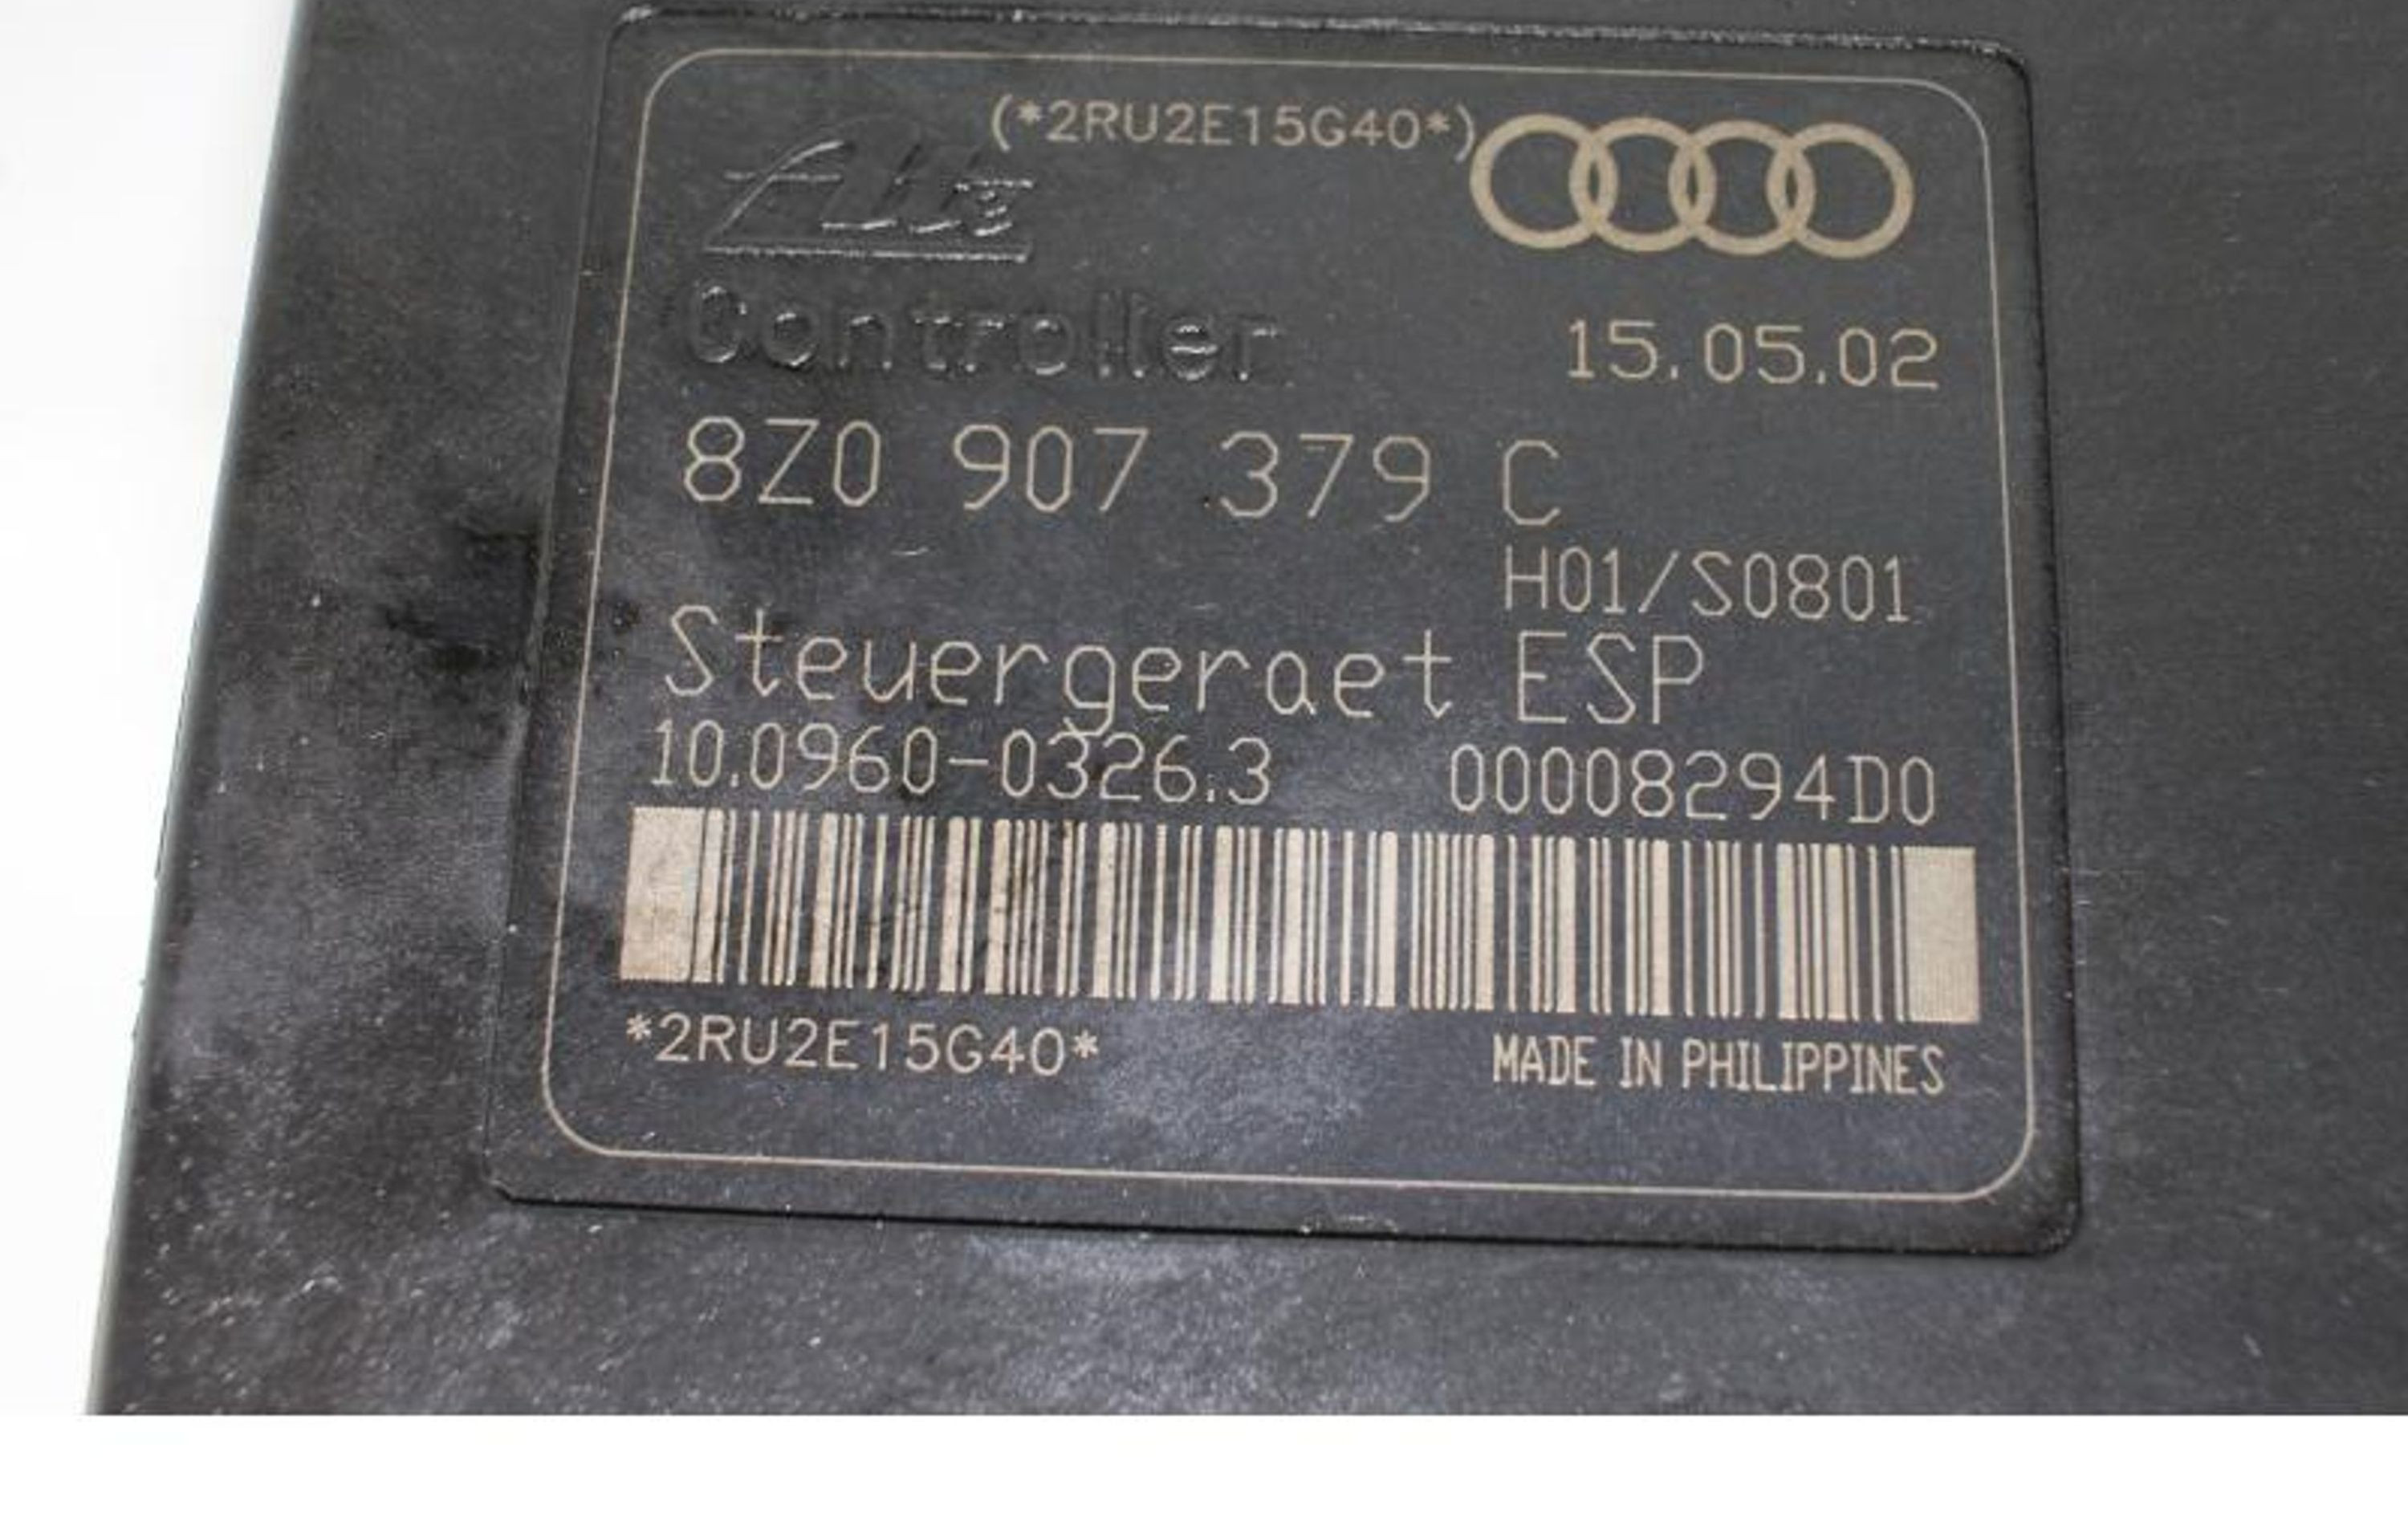 (*2RU2E15G40*)
Ate
Controller
15.05.02
8Z0 907 379 C
H01/S0801
Steuergeraet ESP
10.0960-0326.3 00008294D0
*2RU2E15G40* MADE IN PHILIPPINES